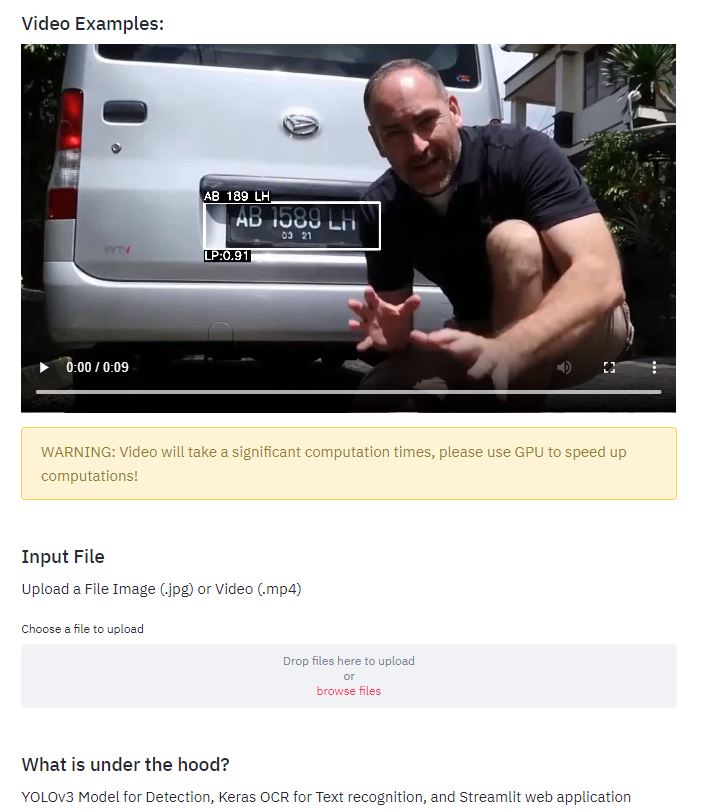 Video Examples:
AB 189 LH
AB 1589 LH
03 21
LP:0.91
0:00 / 0:09
WARNING: Video will take a significant computation times, please use GPU to speed up
computations!
Input File
Upload a File Image (.jpg) or Video (.mp4)
Choose a file to upload
Drop files here to upload
or
browse files
What is under the hood?
YOLOv3 Model for Detection, Keras OCR for Text recognition, and Streamlit web application